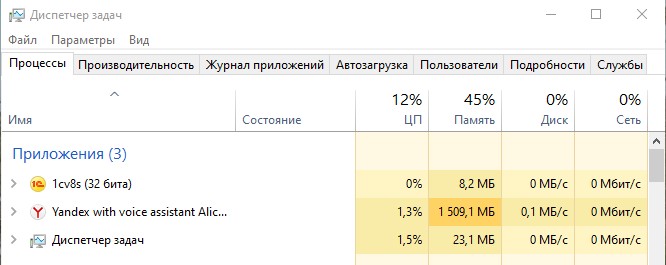 Диспетчер задач
Файл Параметры Вид
Процессы Производительность Журнал приложений Автозагрузка Пользователи Подробности Службы
12% 45% 0% 0%
Имя Состояние ЦП Память Диск Сеть
Приложения (3)
1cv8s (32 бита) 0% 8,2 МБ 0 МБ/с 0 Мбит/с
Yandex with voice assistant Alic... 1,3% 1 509,1 МБ 0,1 МБ/с 0 Мбит/с
Диспетчер задач 1,5% 23,1 МБ 0 МБ/с 0 Мбит/с